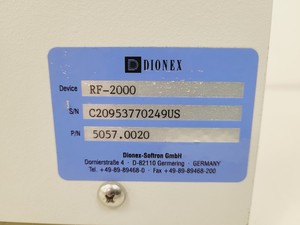 DIONEX
Device RF-2000
S/N C20953770249US
P/N 5057.0020
Dionex-Softron GmbH
Dornierstraße 4 · D-82110 Germering · GERMANY
Tel. +49-89-89468-0 · Fax +49-89-89468-200